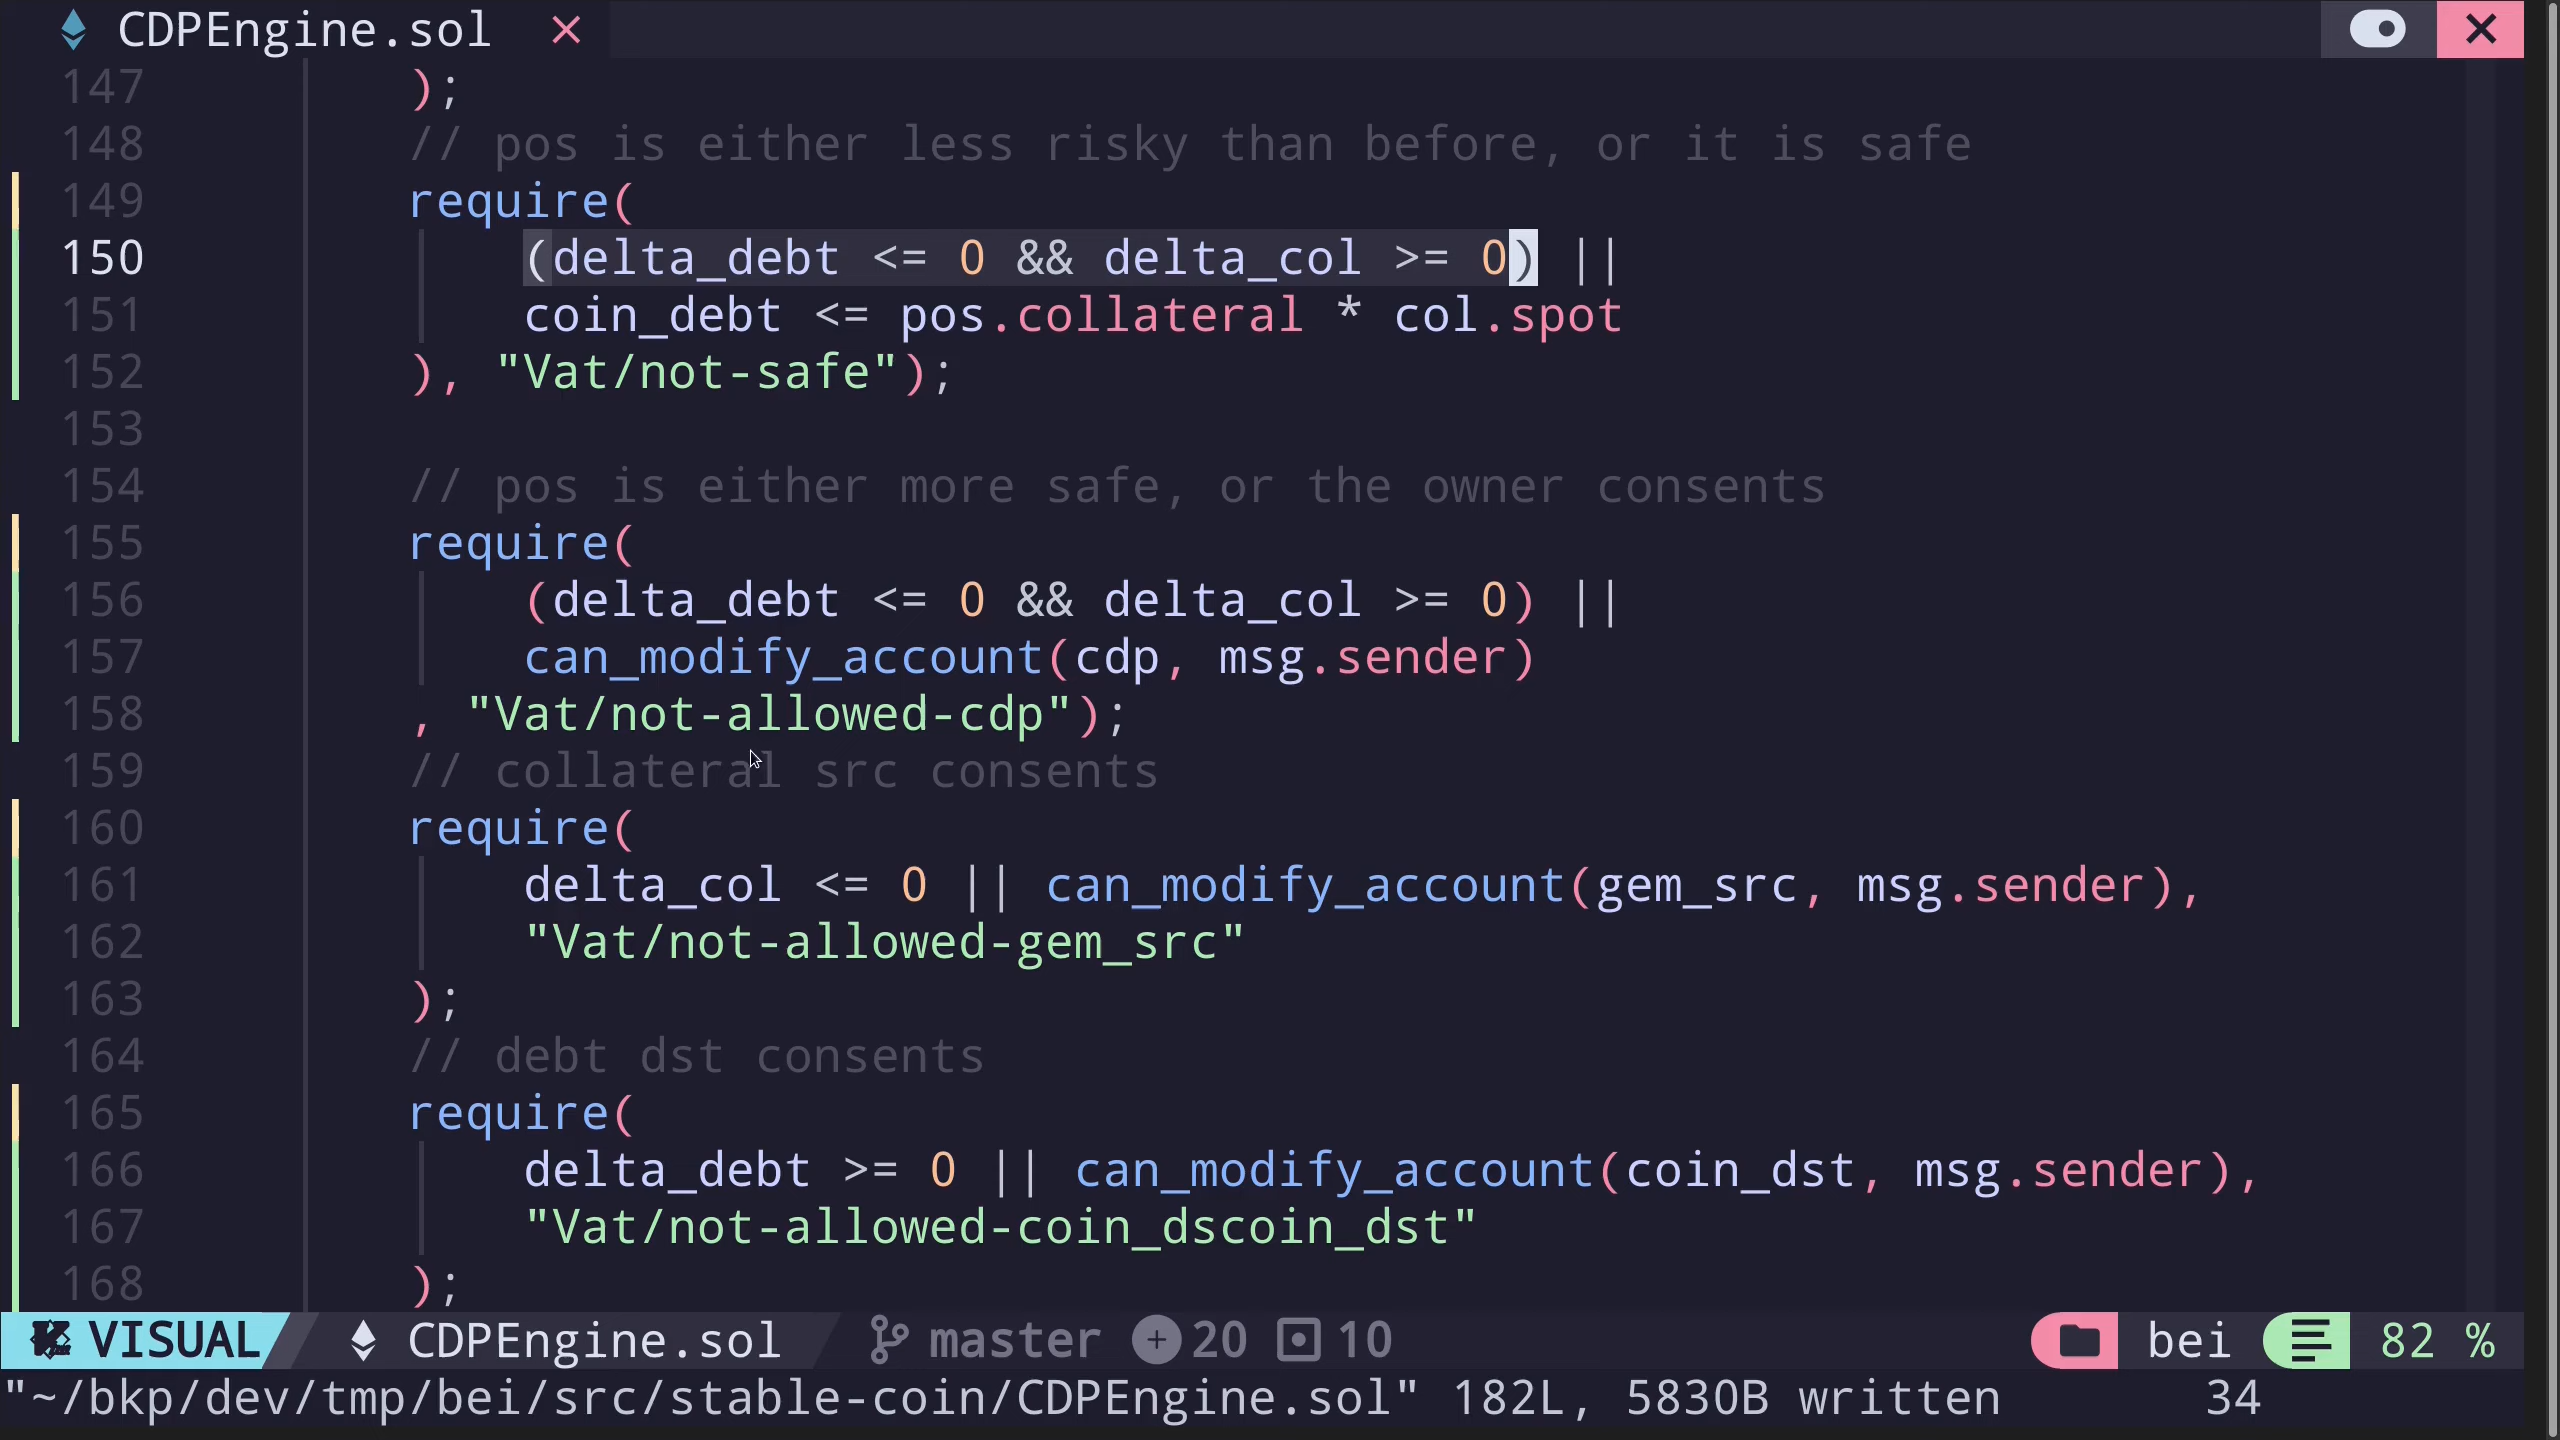 CDPEngine.sol
147 );
148 // pos is either less risky than before, or it is safe
149 require(
150 (delta_debt <= 0 && delta_col >= 0) ||
151 coin_debt <= pos.collateral * col.spot
152 ), "Vat/not-safe");
153
154 // pos is either more safe, or the owner consents
155 require(
156 (delta_debt <= 0 && delta_col >= 0) ||
157 can_modify_account(cdp, msg.sender)
158 , "Vat/not-allowed-cdp");
159 // collateral src consents
160 require(
161 delta_col <= 0 || can_modify_account(gem_src, msg.sender),
162 "Vat/not-allowed-gem_src"
163 );
164 // debt dst consents
165 require(
166 delta_debt >= 0 || can_modify_account(coin_dst, msg.sender),
167 "Vat/not-allowed-coin_dscoin_dst"
168 );
VISUAL CDPEngine.sol master 20 10 bei 82 %
"~/bkp/dev/tmp/bei/src/stable-coin/CDPEngine.sol" 182L, 5830B written 34